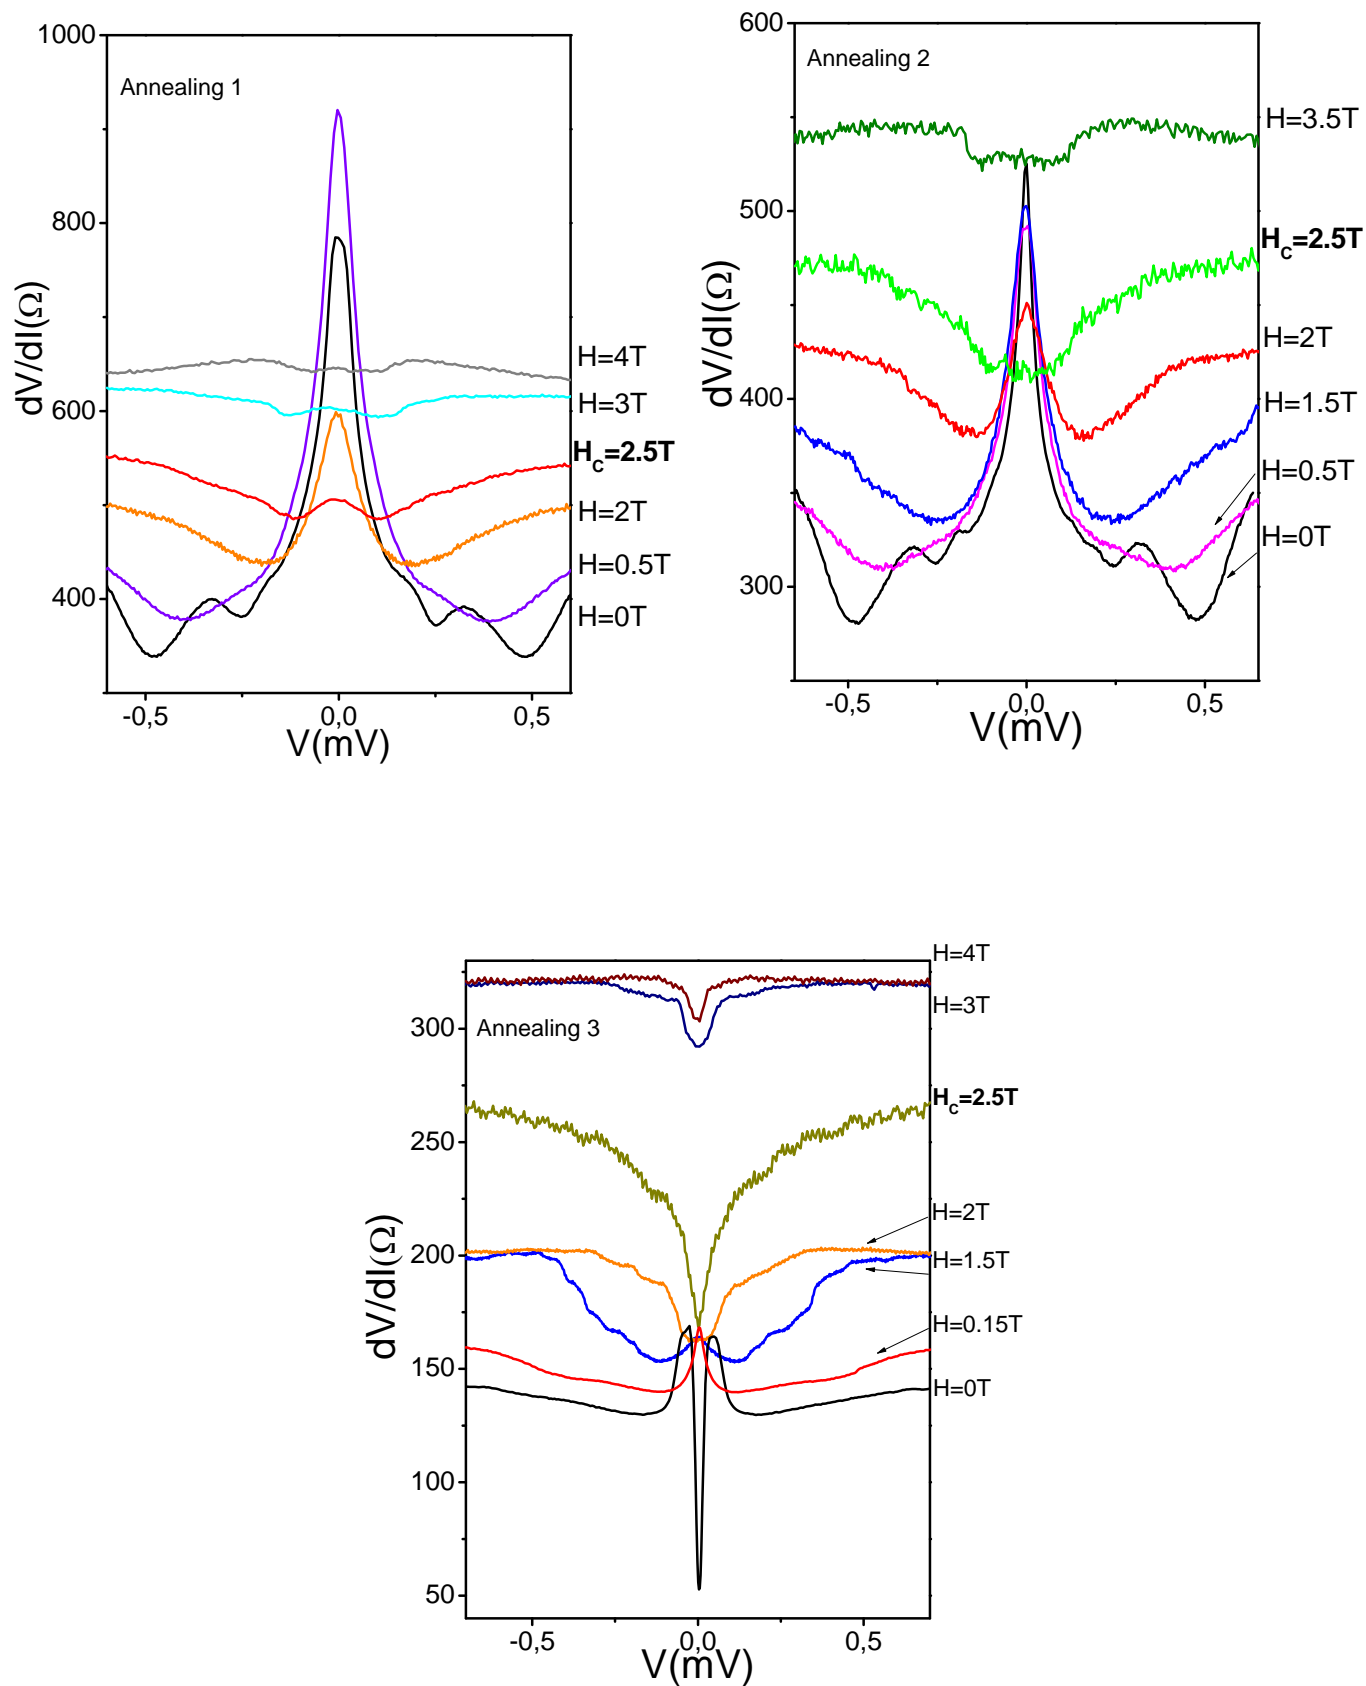 Annealing 1
dV/dI(Ω)
1000
800
600
400
H=4T
H=3T
Hc=2.5T
H=2T
H=0.5T
H=0T
-0,5
0,0
0,5
V(mV)
Annealing 2
dV/dI(Ω)
600
500
400
300
H=3.5T
Hc=2.5T
H=2T
H=1.5T
H=0.5T
H=0T
-0,5
0,0
0,5
V(mV)
Annealing 3
dV/dI(Ω)
300
250
200
150
100
50
H=4T
H=3T
Hc=2.5T
H=2T
H=1.5T
H=0.15T
H=0T
-0,5
0,0
0,5
V(mV)